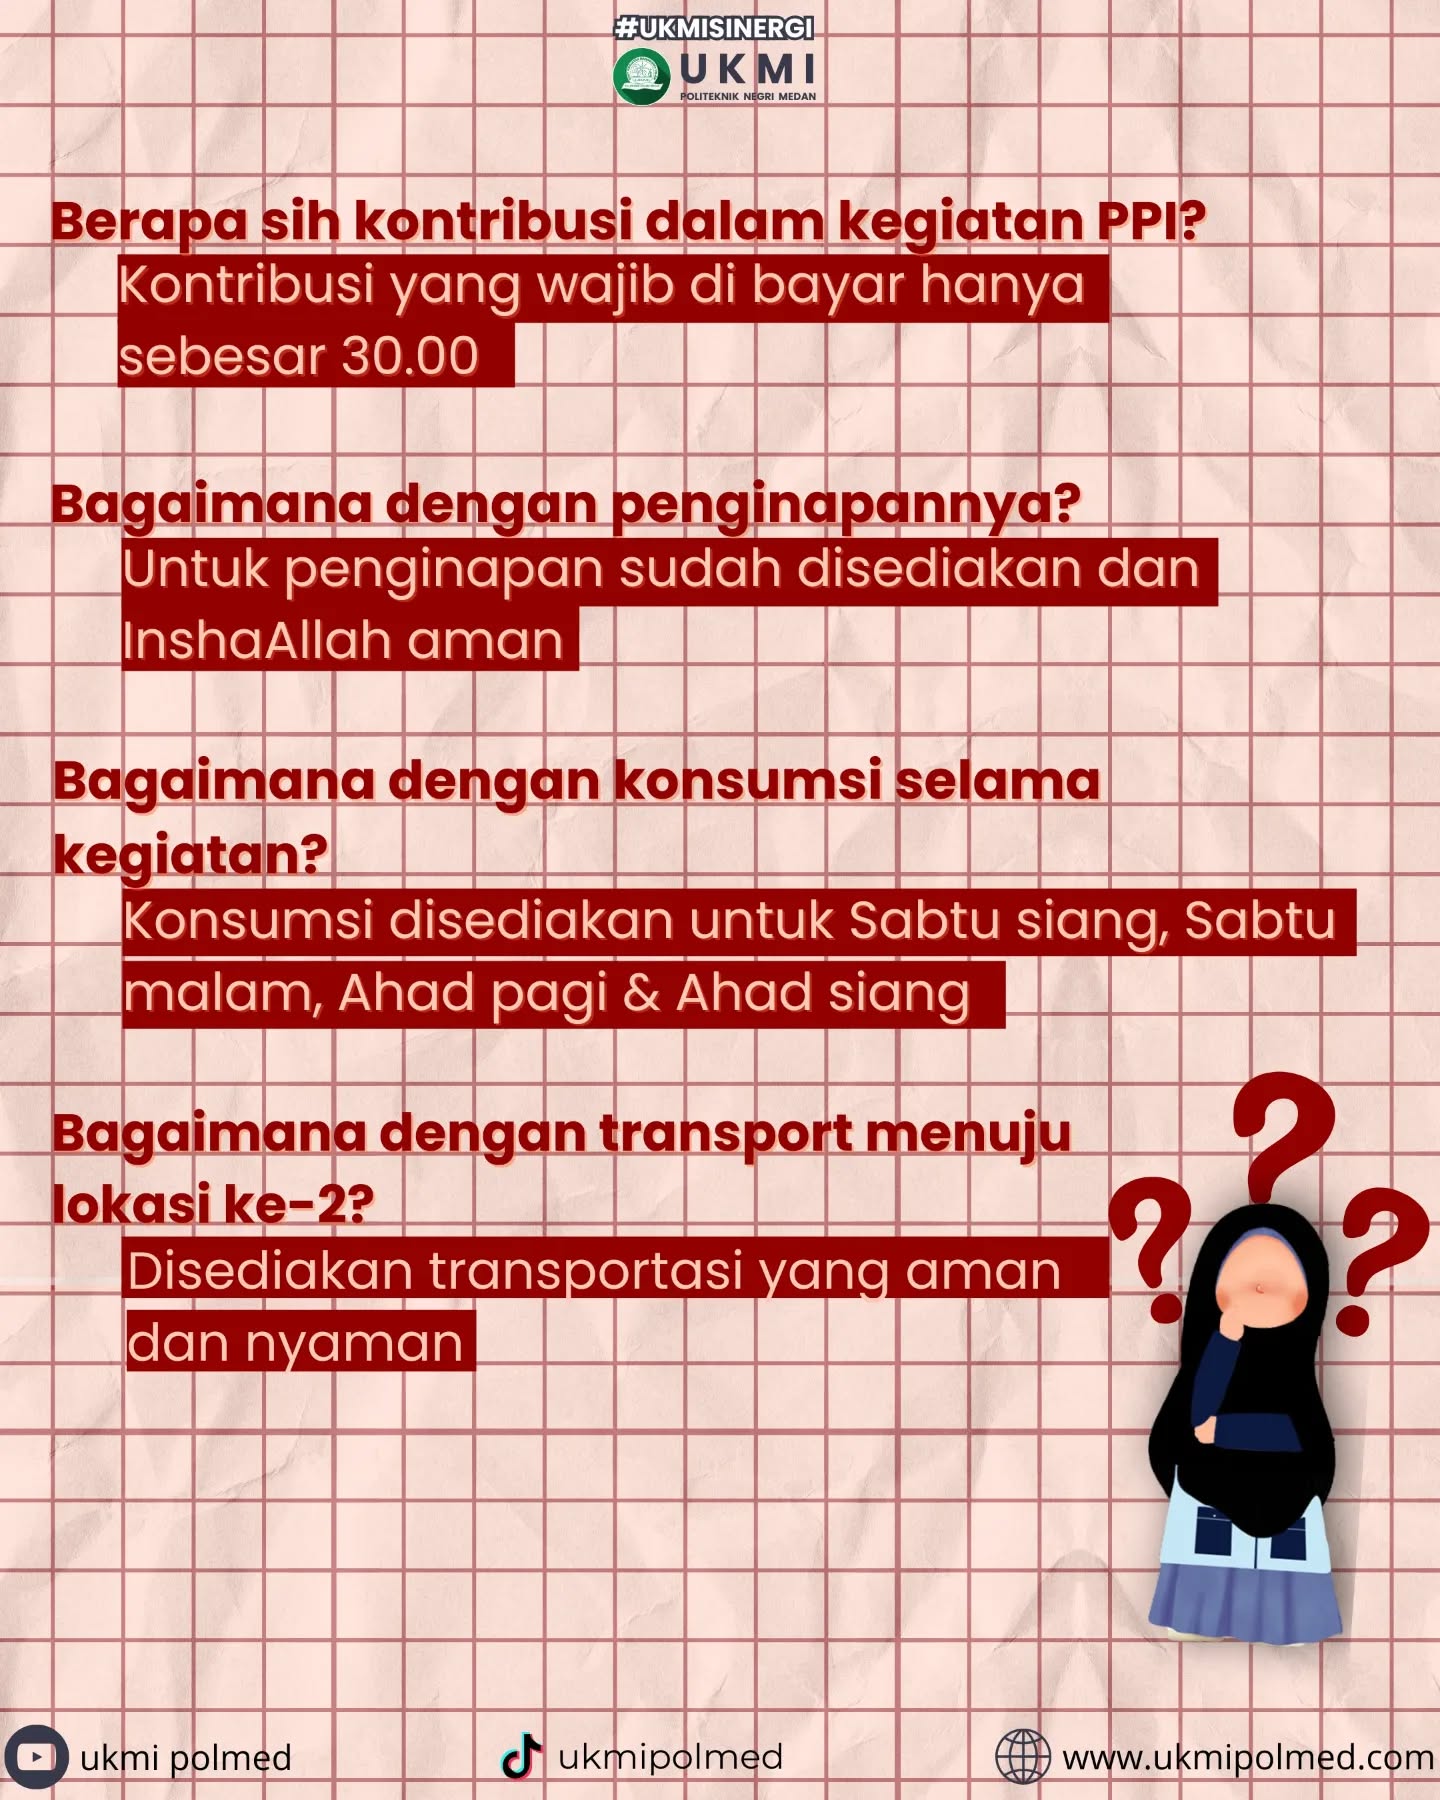 #UKMISINERGI
UKMI
POLITEKNIK NEGRI MEDAN
Berapa sih kontribusi dalam kegiatan PPI?
Kontribusi yang wajib di bayar hanya
sebesar 30.00
Bagaimana dengan penginapannya?
Untuk penginapan sudah disediakan dan
InshaAllah aman
Bagaimana dengan konsumsi selama
kegiatan?
Konsumsi disediakan untuk Sabtu siang, Sabtu
malam, Ahad pagi & Ahad siang
Bagaimana dengan transport menuju
lokasi ke-2?
Disediakan transportasi yang aman
dan nyaman
? ? ?
ukmi polmed
ukmipolmed
www.ukmipolmed.com